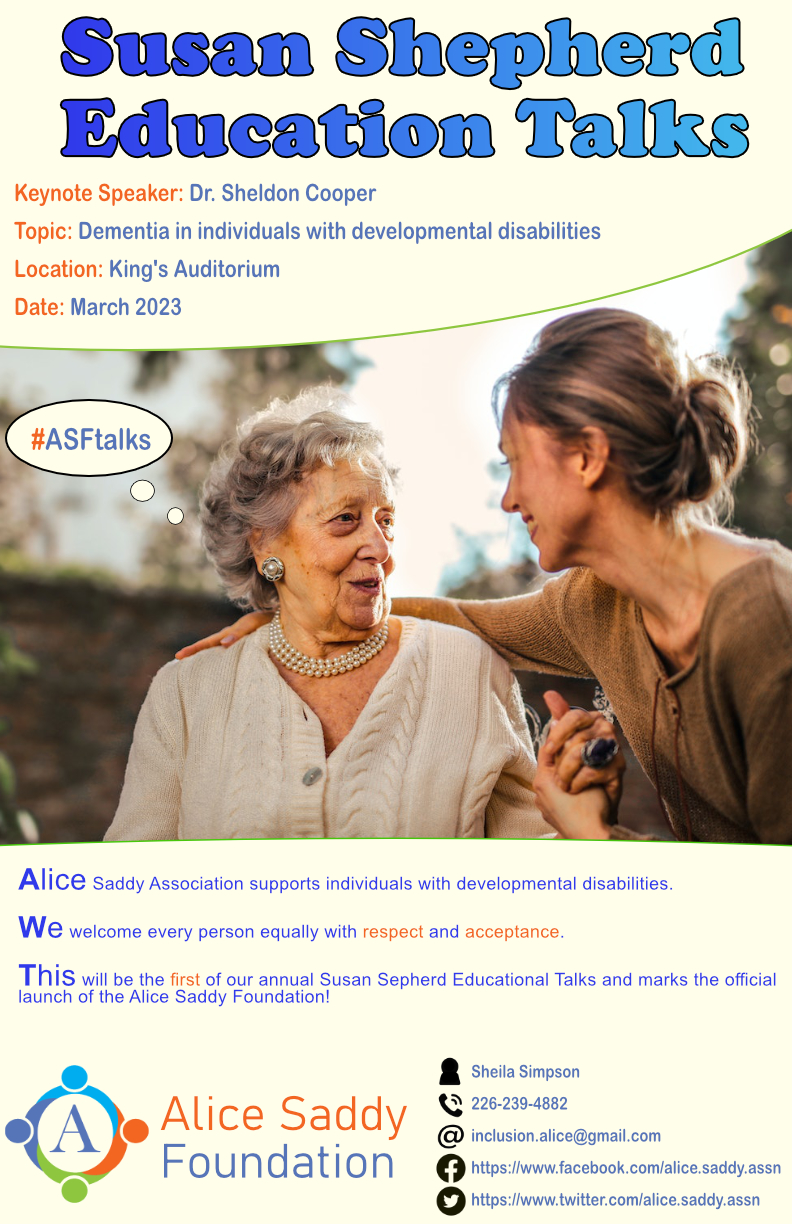 Susan Shepherd
Education Talks
Keynote Speaker: Dr. Sheldon Cooper
Topic: Dementia in individuals with developmental disabilities
Location: King's Auditorium
Date: March 2023
#ASFtalks
Alice Saddy Association supports individuals with developmental disabilities.
We welcome every person equally with respect and acceptance.
This will be the first of our annual Susan Sepherd Educational Talks and marks the official
launch of the Alice Saddy Foundation!
A
Alice Saddy
Foundation
Sheila Simpson
226-239-4882
inclusion.alice@gmail.com
https://www.facebook.com/alice.saddy.assn
https://www.twitter.com/alice.saddy.assn